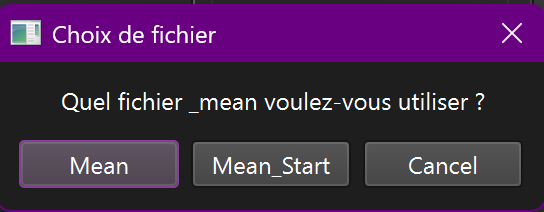 Choix de fichier
Quel fichier _mean voulez-vous utiliser ?
Mean
Mean_Start
Cancel